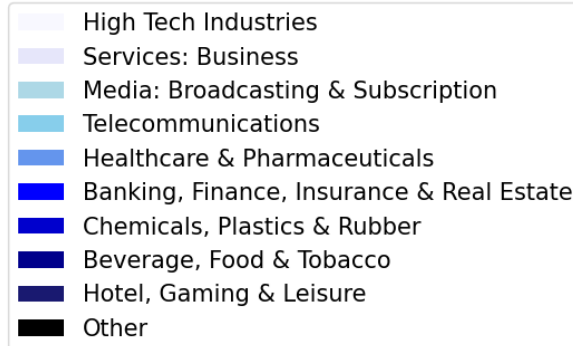 High Tech Industries
Services: Business
Media: Broadcasting & Subscription
Telecommunications
Healthcare & Pharmaceuticals
Banking, Finance, Insurance & Real Estate
Chemicals, Plastics & Rubber
Beverage, Food & Tobacco
Hotel, Gaming & Leisure
Other